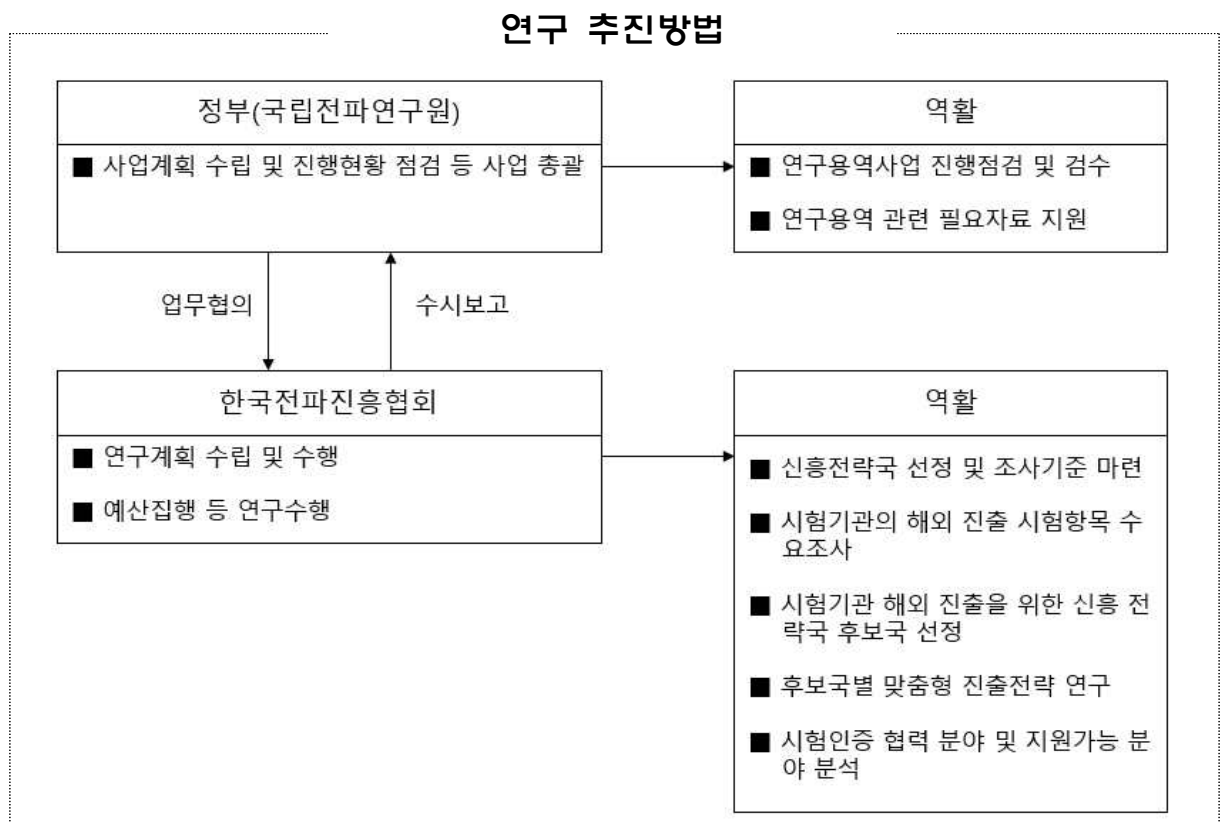 연구 추진방법
정부(국립전파연구원)
■ 사업계획 수립 및 진행현황 점검 등 사업 총괄
역활
■ 연구용역사업 진행점검 및 검수
■ 연구용역 관련 필요자료 지원
업무협의
수시보고
한국전파진흥협회
■ 연구계획 수립 및 수행
■ 예산집행 등 연구수행
역활
■ 신흥전략국 선정 및 조사기준 마련
■ 시험기관의 해외 진출 시험항목 수
요조사
■ 시험기관 해외 진출을 위한 신흥 전
략국 후보국 선정
■ 후보국별 맞춤형 진출전략 연구
■ 시험인증 협력 분야 및 지원가능 분
야 분석